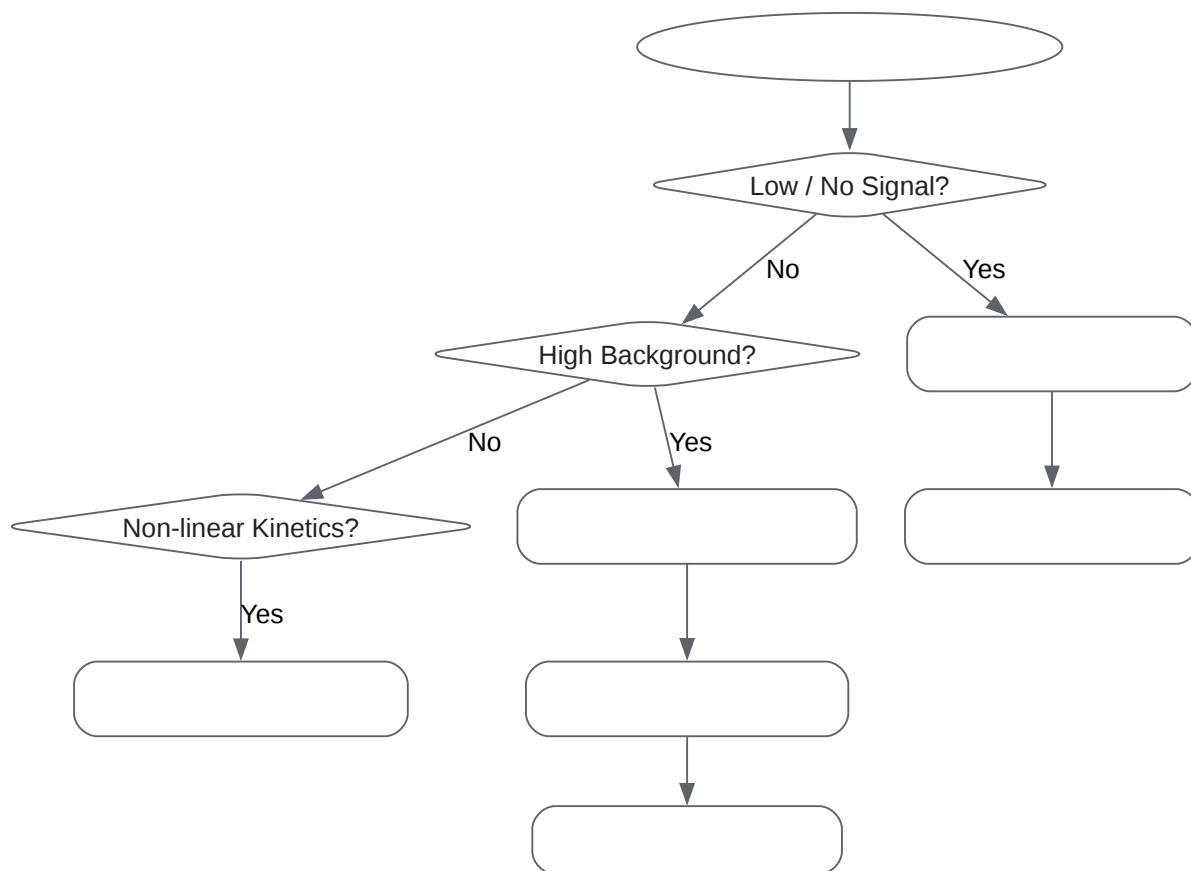 Low / No Signal?
No
Yes
High Background?
No
Yes
Non-linear Kinetics?
Yes